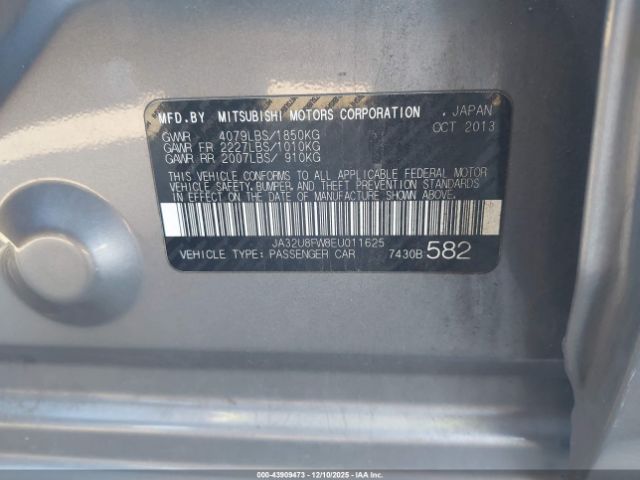 MFD.BY MITSUBISHI MOTORS CORPORATION , JAPAN
OCT 2013
GVWR 4079LBS/1850KG
GAWR FR 2227LBS/1010KG
GAWR RR 2007LBS/ 910KG
THIS VEHICLE CONFORMS TO ALL APPLICABLE FEDERAL MOTOR
VEHICLE SAFETY, BUMPER, AND THEFT PREVENTION STANDARDS
IN EFFECT ON THE DATE OF MANUFACTURE SHOWN ABOVE.
JA32U8FW8EU011625
VEHICLE TYPE: PASSENGER CAR 7430B 582
000-43909473 — 12/10/2025 — Copyright © 2025 IAA, Inc. (IAA)